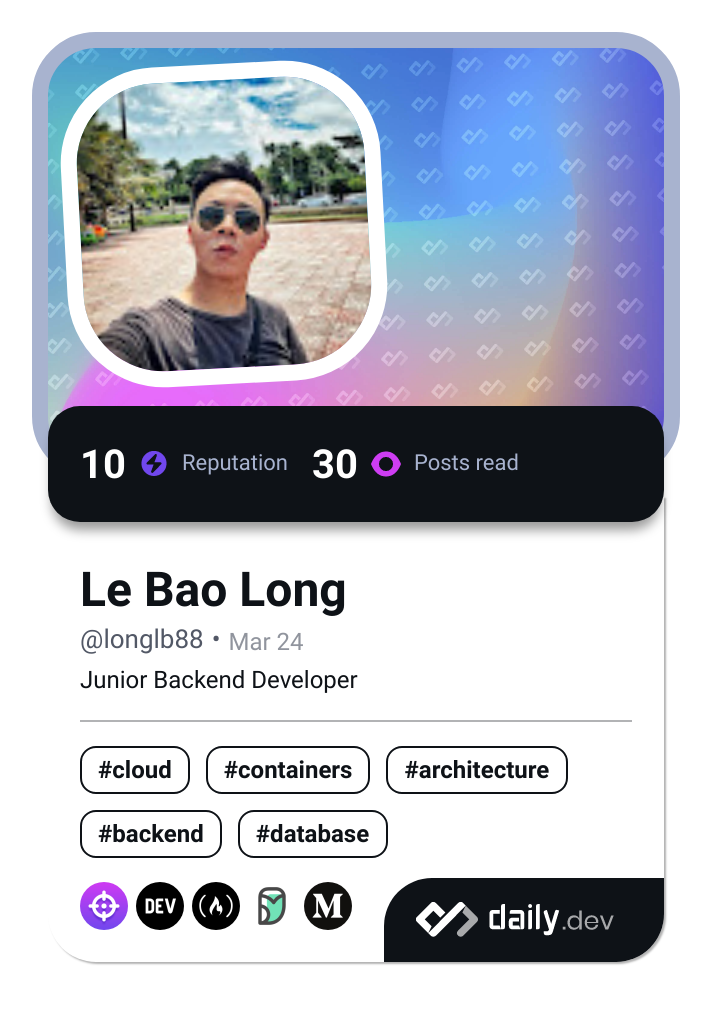 10 Reputation 30 Posts read
Le Bao Long
@longlb88 • Mar 24
Junior Backend Developer
#cloud #containers #architecture
#backend #database
DEV M
daily.dev